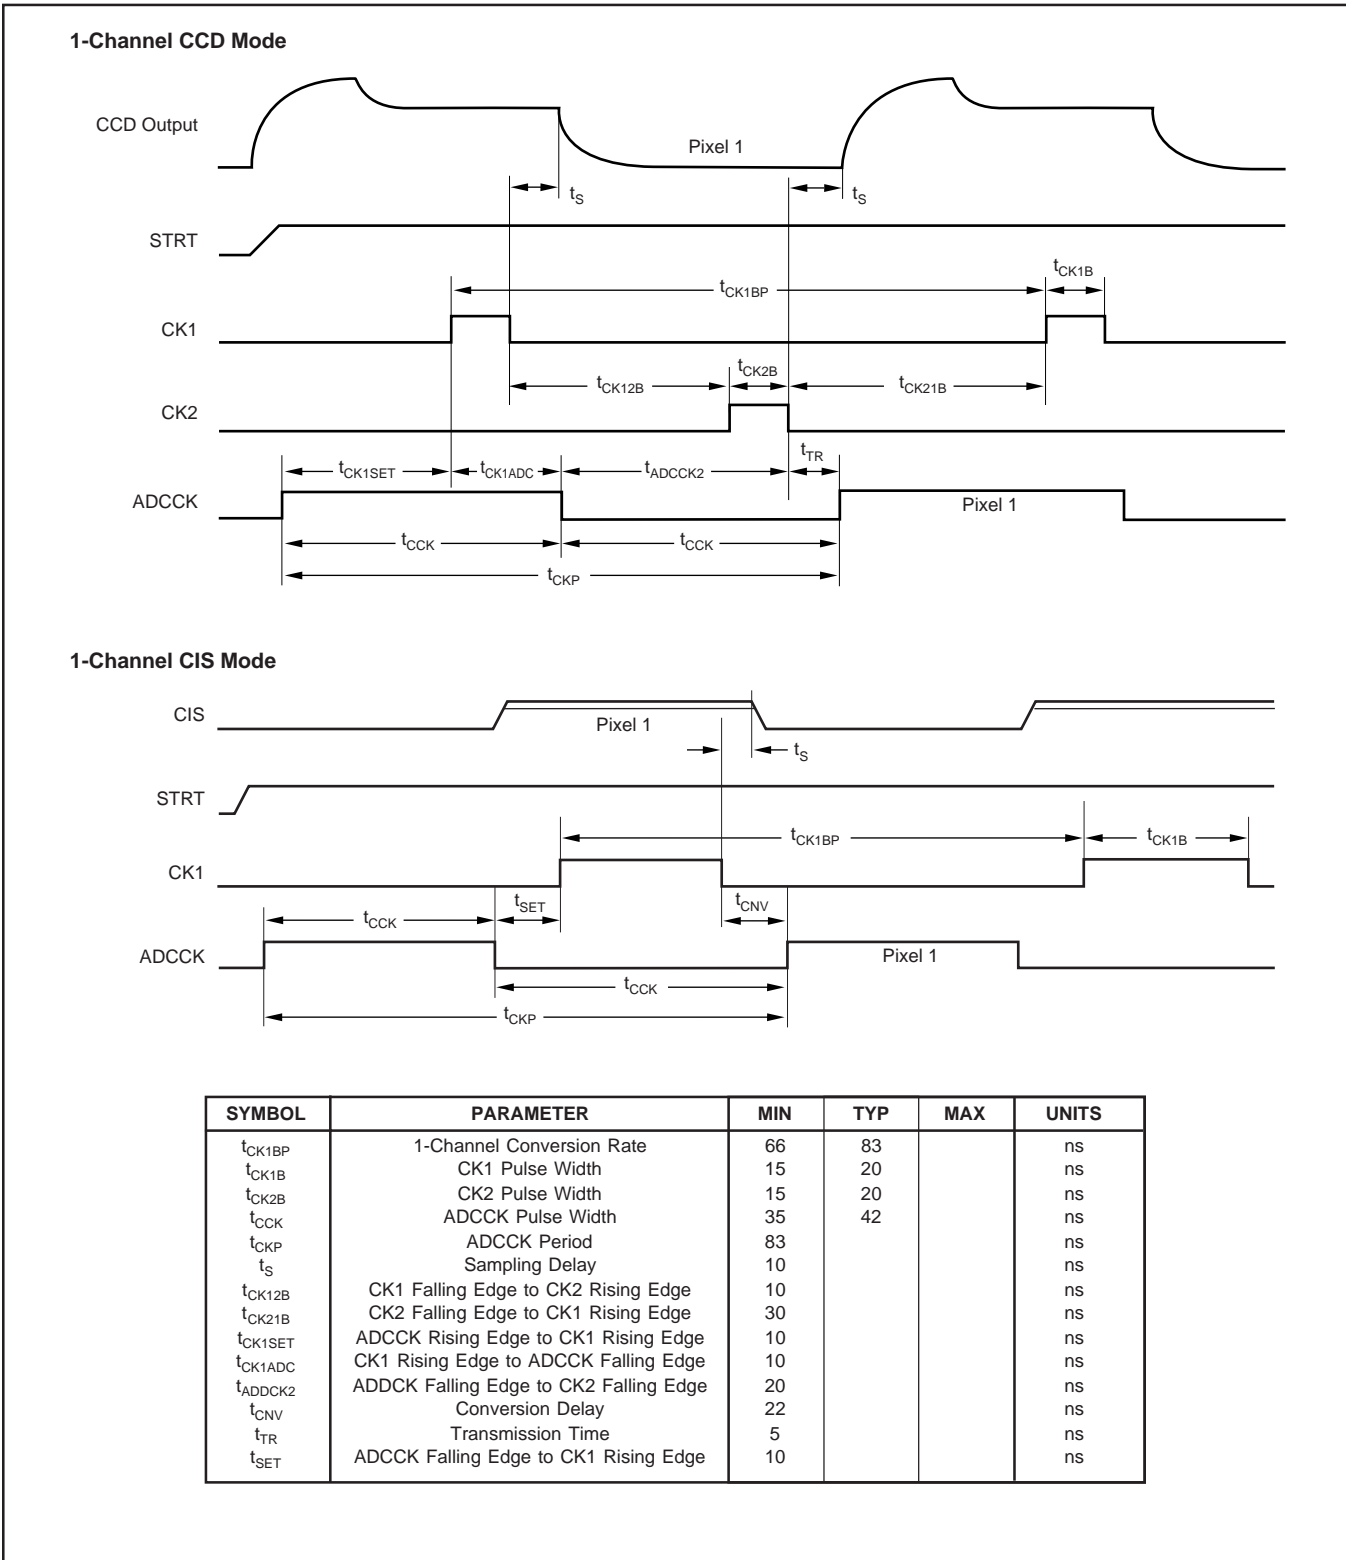 1-Channel CCD Mode
CCD Output
Pixel 1
tS
tS
STRT
tCK1B
tCK1BP
CK1
tCK2B
tCK12B
tCK21B
CK2
tTR
tCK1SET
tCK1ADC
tADCCK2
ADCCK
Pixel 1
tCCK
tCCK
tCKP
1-Channel CIS Mode
CIS
Pixel 1
tS
STRT
tCK1BP
tCK1B
CK1
tSET
tCNV
tCCK
ADCCK
Pixel 1
tCCK
tCKP
SYMBOL PARAMETER MIN TYP MAX UNITS
tCK1BP 1-Channel Conversion Rate 66 83 ns
tCK1B CK1 Pulse Width 15 20 ns
tCK2B CK2 Pulse Width 15 20 ns
tCCK ADCCK Pulse Width 35 42 ns
tCKP ADCCK Period 83 ns
tS Sampling Delay 10 ns
tCK12B CK1 Falling Edge to CK2 Rising Edge 10 ns
tCK21B CK2 Falling Edge to CK1 Rising Edge 30 ns
tCK1SET ADCCK Rising Edge to CK1 Rising Edge 10 ns
tCK1ADC CK1 Rising Edge to ADCCK Falling Edge 10 ns
tADDCK2 ADDCK Falling Edge to CK2 Falling Edge 20 ns
tCNV Conversion Delay 22 ns
tTR Transmission Time 5 ns
tSET ADCCK Falling Edge to CK1 Rising Edge 10 ns